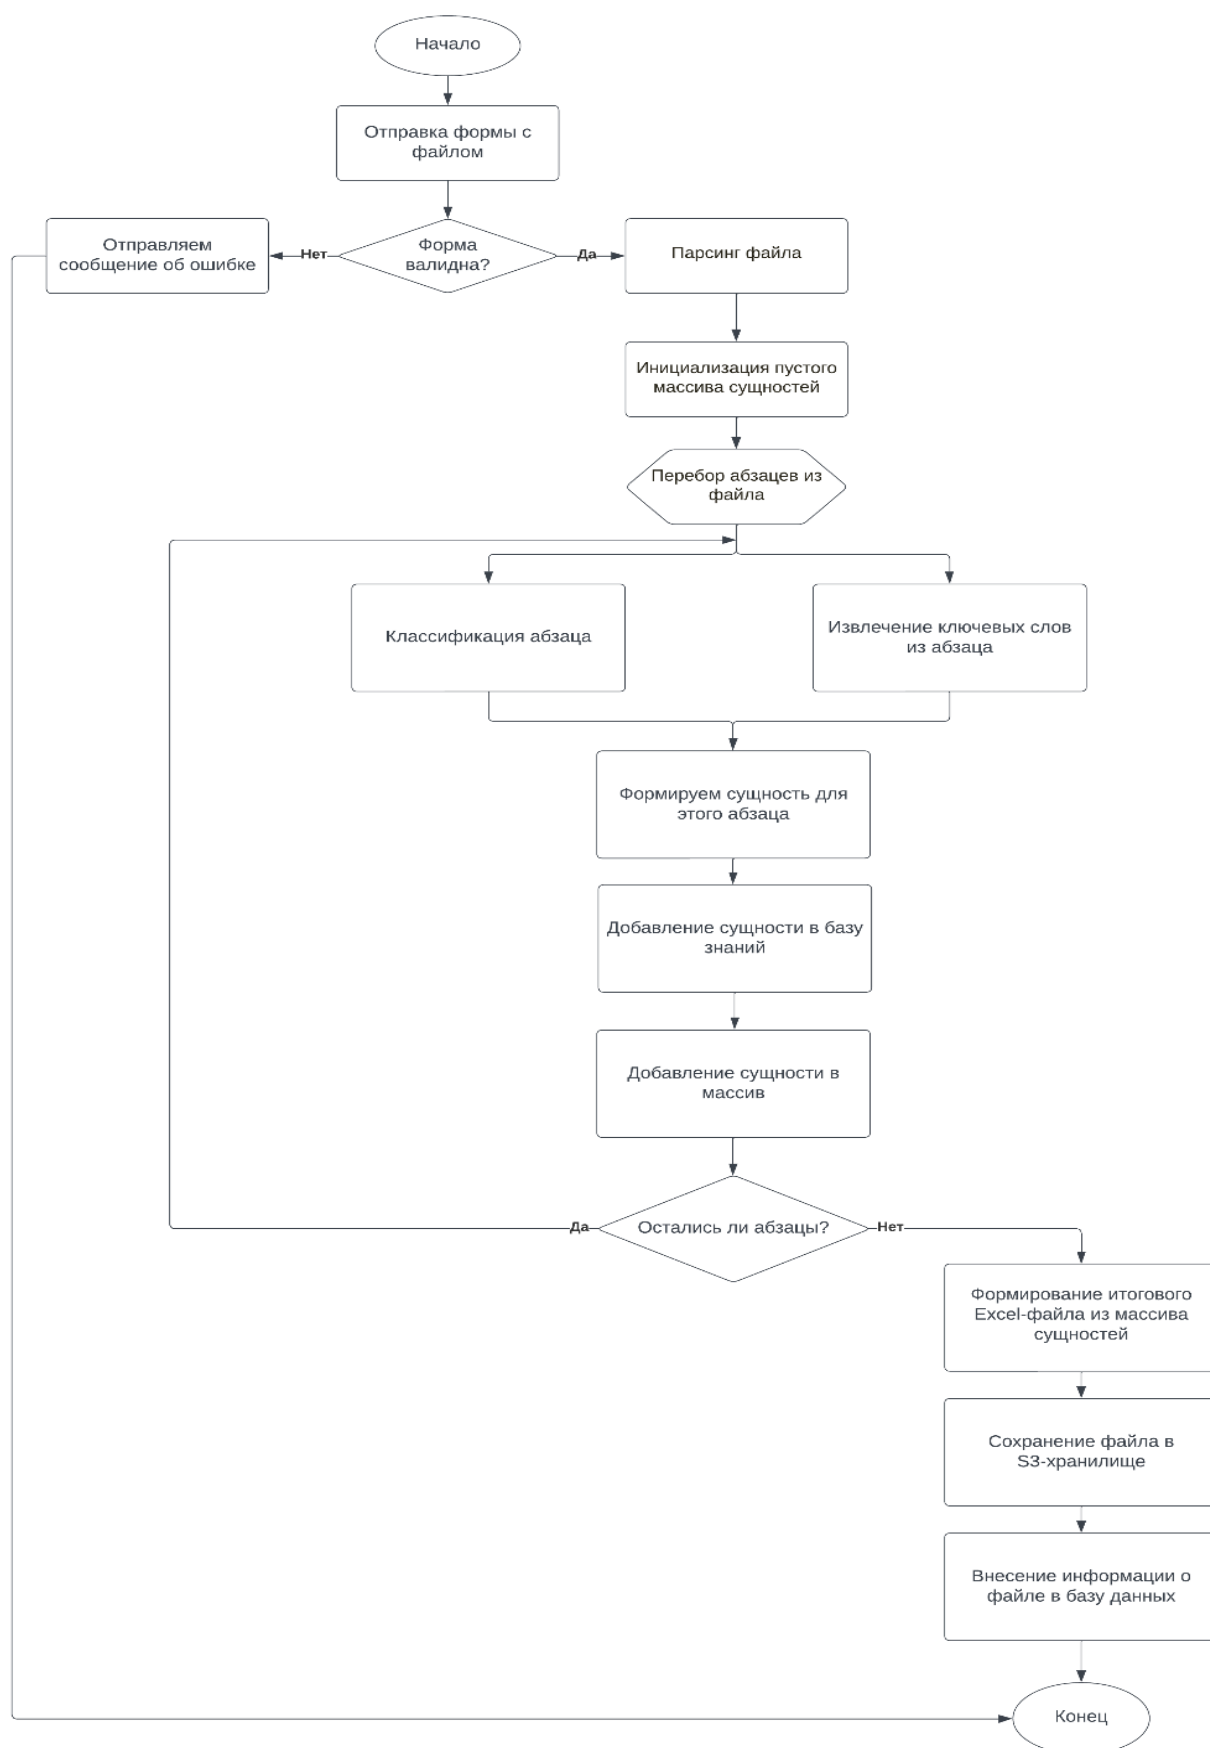 Начало
Отправка формы с
файлом
Отправляем
сообщение об ошибке
Нет
Форма
валидна?
Да
Парсинг файла
Инициализация пустого
массива сущностей
Перебор абзацев из
файла
Классификация абзаца
Извлечение ключевых слов
из абзаца
Формируем сущность для
этого абзаца
Добавление сущности в базу
знаний
Добавление сущности в
массив
Да
Остались ли абзацы?
Нет
Формирование итогового
Excel-файла из массива
сущностей
Сохранение файла в
S3-хранилище
Внесение информации о
файле в базу данных
Конец